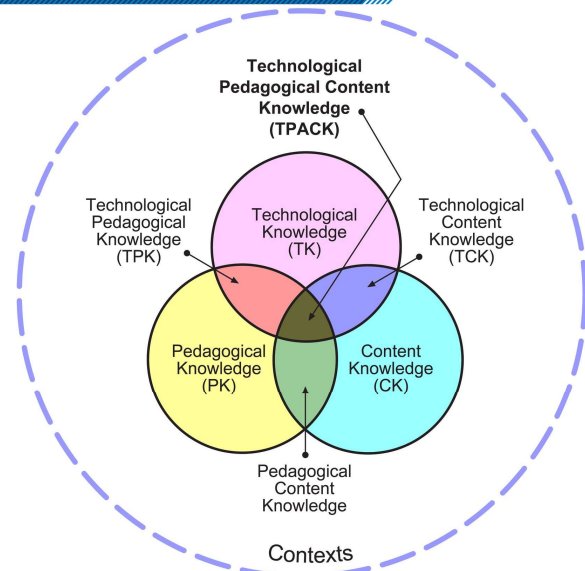 Technological
Pedagogical Content
Knowledge
(TPACK)
Technological
Pedagogical
Knowledge
(TPK)
Technological
Knowledge
(TK)
Technological
Content
Knowledge
(TCK)
Pedagogical
Knowledge
(PK)
Content
Knowledge
(CK)
Pedagogical
Content
Knowledge
Contexts